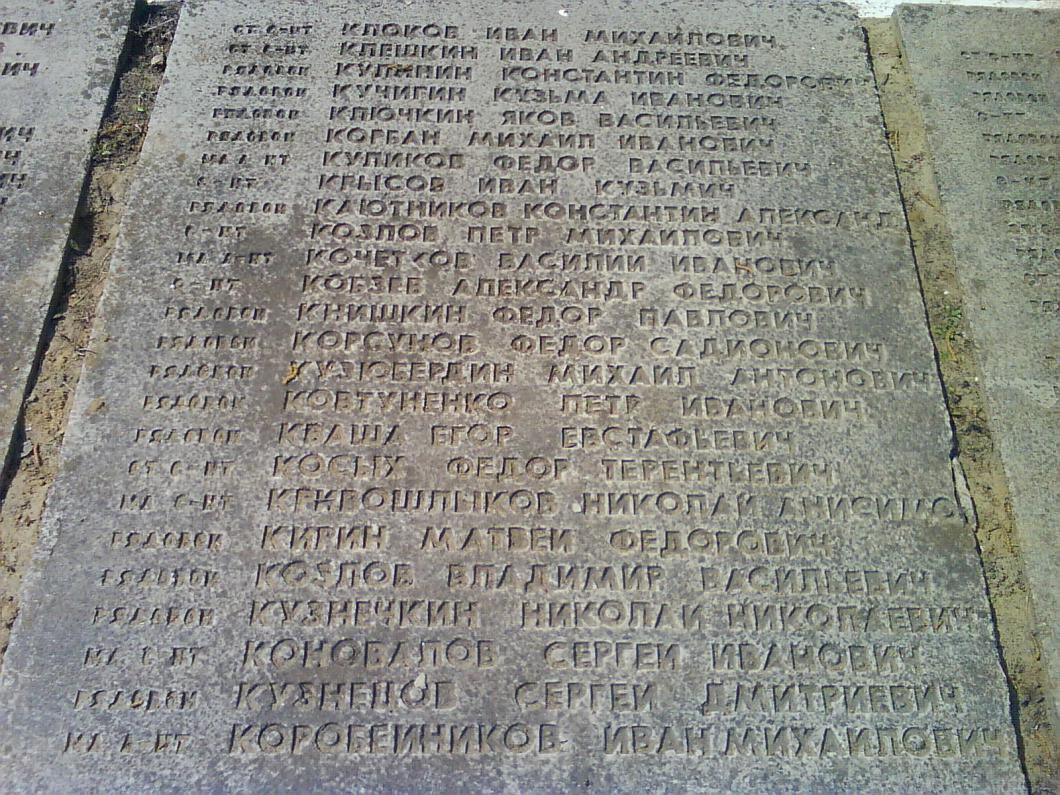 СТ. С-НТ КЛОКОВ ИВАН МИХАЙЛОВИЧ
СТ. С-НТ КЛЕШКИН ИВАН АНДРЕЕВИЧ
РЯДОВОЙ КУЛИНИН КОНСТАНТИН ФЕДОРОВИЧ
РЯДОВОЙ КУЧИГИН КУЗЬМА ИВАНОВИЧ
РЯДОВОЙ КЛЮЧКИН ЯКОВ ВАСИЛЬЕВИЧ
РЯДОВОЙ КОРБАН МИХАИЛ ИВАНОВИЧ
МЛ. Л-НТ КУЛИКОВ ФЕДОР ВАСИЛЬЕВИЧ
С-НТ КРЫСОВ ИВАН КУЗЬМИЧ
РЯДОВОЙ КАЮТНИКОВ КОНСТАНТИН АЛЕКСАНД
С-НТ КОЗЛОВ ПЕТР МИХАЙЛОВИЧ
МЛ. Л-НТ КОЧЕТКОВ ВАСИЛИЙ ИВАНОВИЧ
С-НТ КОБЗЕВ АЛЕКСАНДР ФЕДОРОВИЧ
РЯДОВОЙ КНИШКИН ФЕДОР ПАВЛОВИЧ
РЯДОВОЙ КОРСУНОВ ФЕДОР САДИОНОВИЧ
РЯДОВОЙ КУЗЮБЕРДИН МИХАИЛ АНТОНОВИЧ
РЯДОВОЙ КОВТУНЕНКО ПЕТР ИВАНОВИЧ
РЯДОВОЙ КВАША ЕГОР ЕВСТАФЬЕВИЧ
СТ. С-НТ КОСЫХ ФЕДОР ТЕРЕНТЬЕВИЧ
МЛ. С-НТ НИКОЛАЙ АНИСИМО
РЯДОВОЙ КИРИН МАТВЕЙ ФЕДОРОВИЧ
РЯДОВОЙ КОЗЛОВ ВЛАДИМИР ВАСИЛЬЕВИЧ
РЯДОВОЙ КУЗНЕЧКИН НИКОЛАЙ НИКОЛАЕВИЧ
МЛ. Л-НТ КОНОВАЛОВ СЕРГЕЙ ИВАНОВИЧ
РЯДОВОЙ КУЗНЕЦОВ СЕРГЕЙ ДМИТРИЕВИЧ
МЛ. Л-НТ КОРОБЕЙНИКОВ ИВАН МИХАЙЛОВИЧ